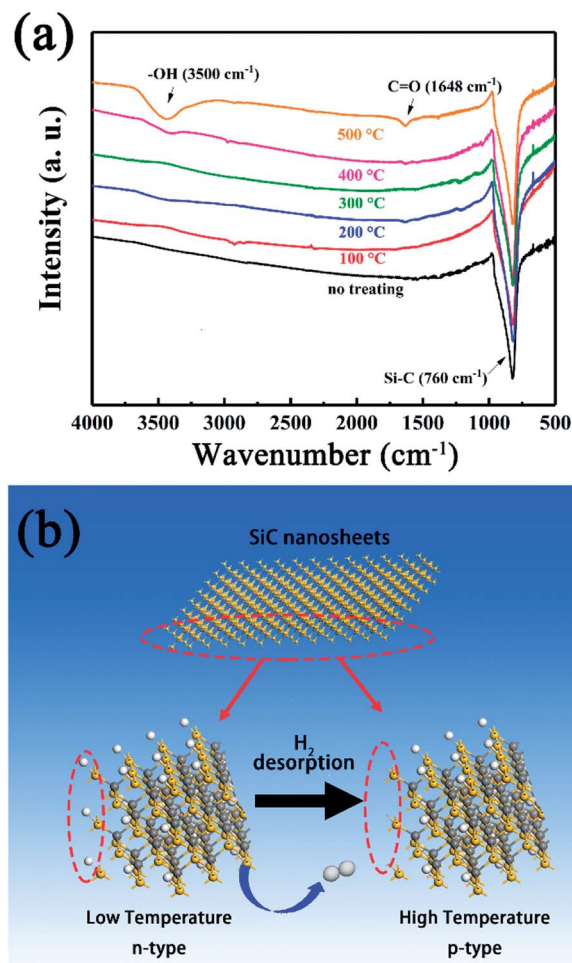 (a)
-OH (3500 cm-1)
C=O (1648 cm-1)
500 °C
400 °C
300 °C
200 °C
100 °C
no treating
Si-C (760 cm-1)
Intensity (a. u.)
4000 3500 3000 2500 2000 1500 1000 500
Wavenumber (cm-1)
(b)
SiC nanosheets
H2
desorption
Low Temperature
n-type
High Temperature
p-type